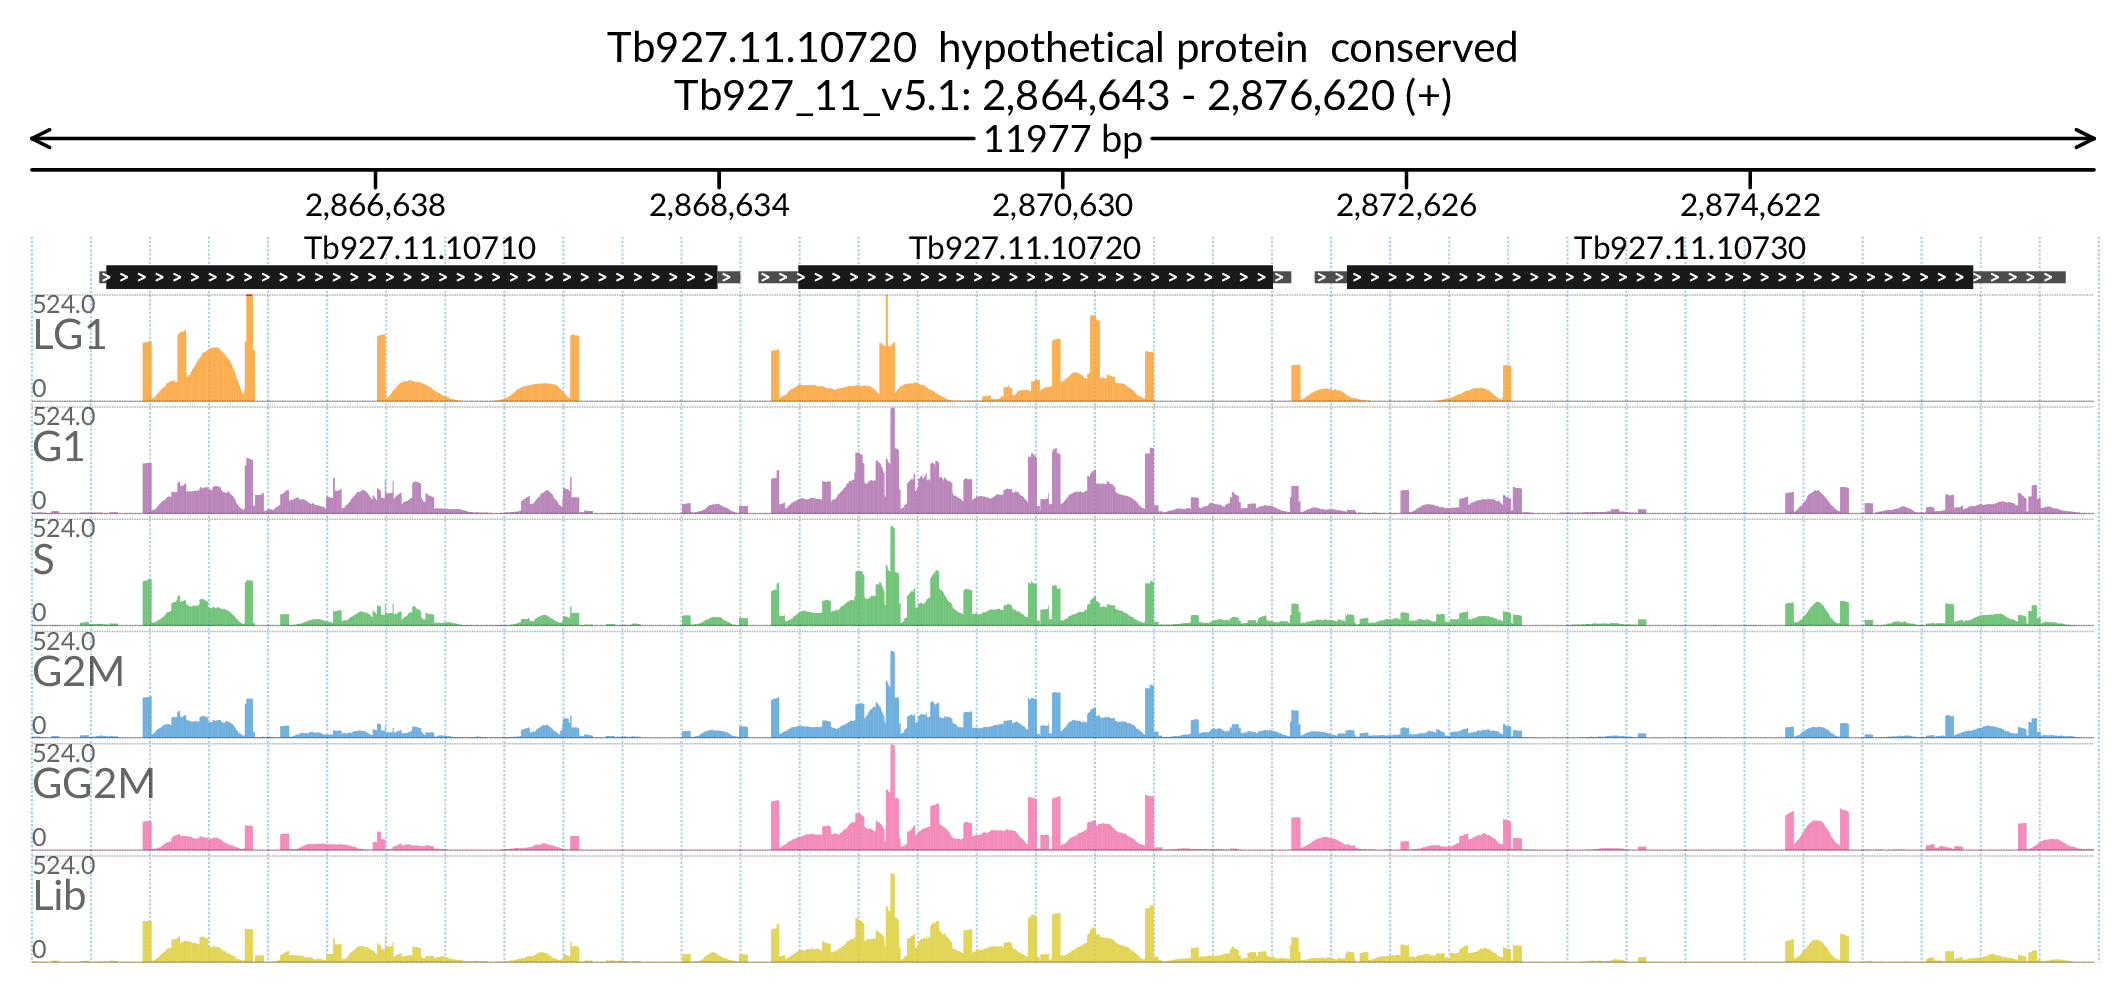 Tb927.11.10720  hypothetical protein  conserved
Tb927_11_v5.1: 2,864,643 - 2,876,620 (+)
11977 bp
2,866,638 2,868,634 2,870,630 2,872,626 2,874,622
Tb927.11.10710 Tb927.11.10720 Tb927.11.10730
524.0
LG1
0
524.0
G1
0
524.0
S
0
524.0
G2M
0
524.0
GG2M
0
524.0
Lib
0